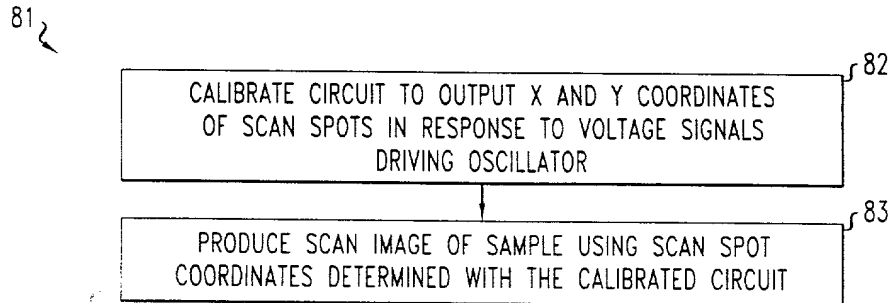 81
82
CALIBRATE CIRCUIT TO OUTPUT X AND Y COORDINATES
OF SCAN SPOTS IN RESPONSE TO VOLTAGE SIGNALS
DRIVING OSCILLATOR
83
PRODUCE SCAN IMAGE OF SAMPLE USING SCAN SPOT
COORDINATES DETERMINED WITH THE CALIBRATED CIRCUIT